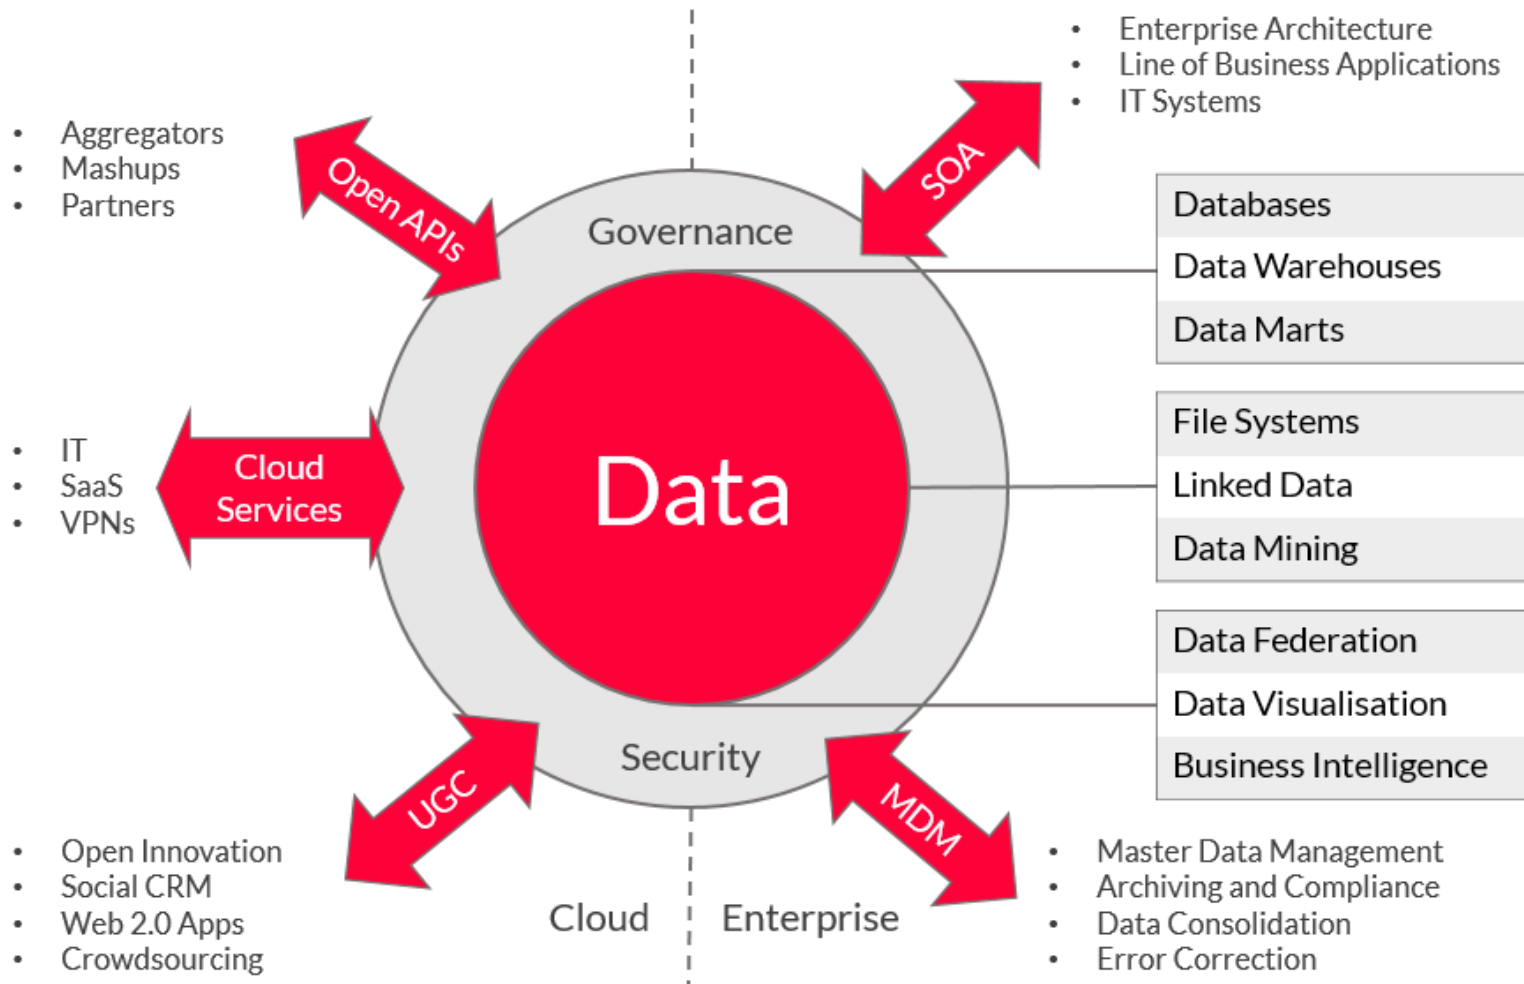 • Enterprise Architecture
• Line of Business Applications
• IT Systems
SOA
• Aggregators
• Mashups
• Partners
Open APIs
Governance
Databases
Data Warehouses
Data Marts
• IT
• SaaS
• VPNs
Cloud
Services
Data
File Systems
Linked Data
Data Mining
Data Federation
Data Visualisation
Business Intelligence
Security
UGC
• Open Innovation
• Social CRM
• Web 2.0 Apps
• Crowdsourcing
Cloud
Enterprise
MDM
• Master Data Management
• Archiving and Compliance
• Data Consolidation
• Error Correction